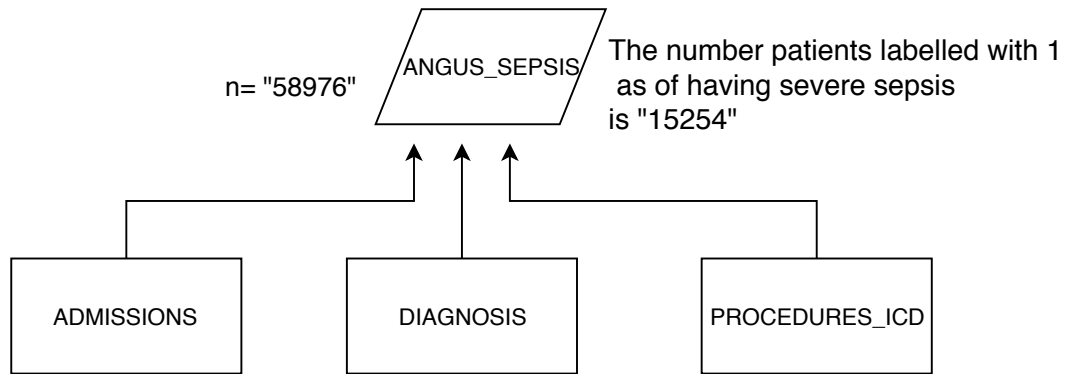 ANGUS_SEPSIS
n= "58976"
The number patients labelled with 1
as of having severe sepsis
is "15254"
ADMISSIONS
DIAGNOSIS
PROCEDURES_ICD